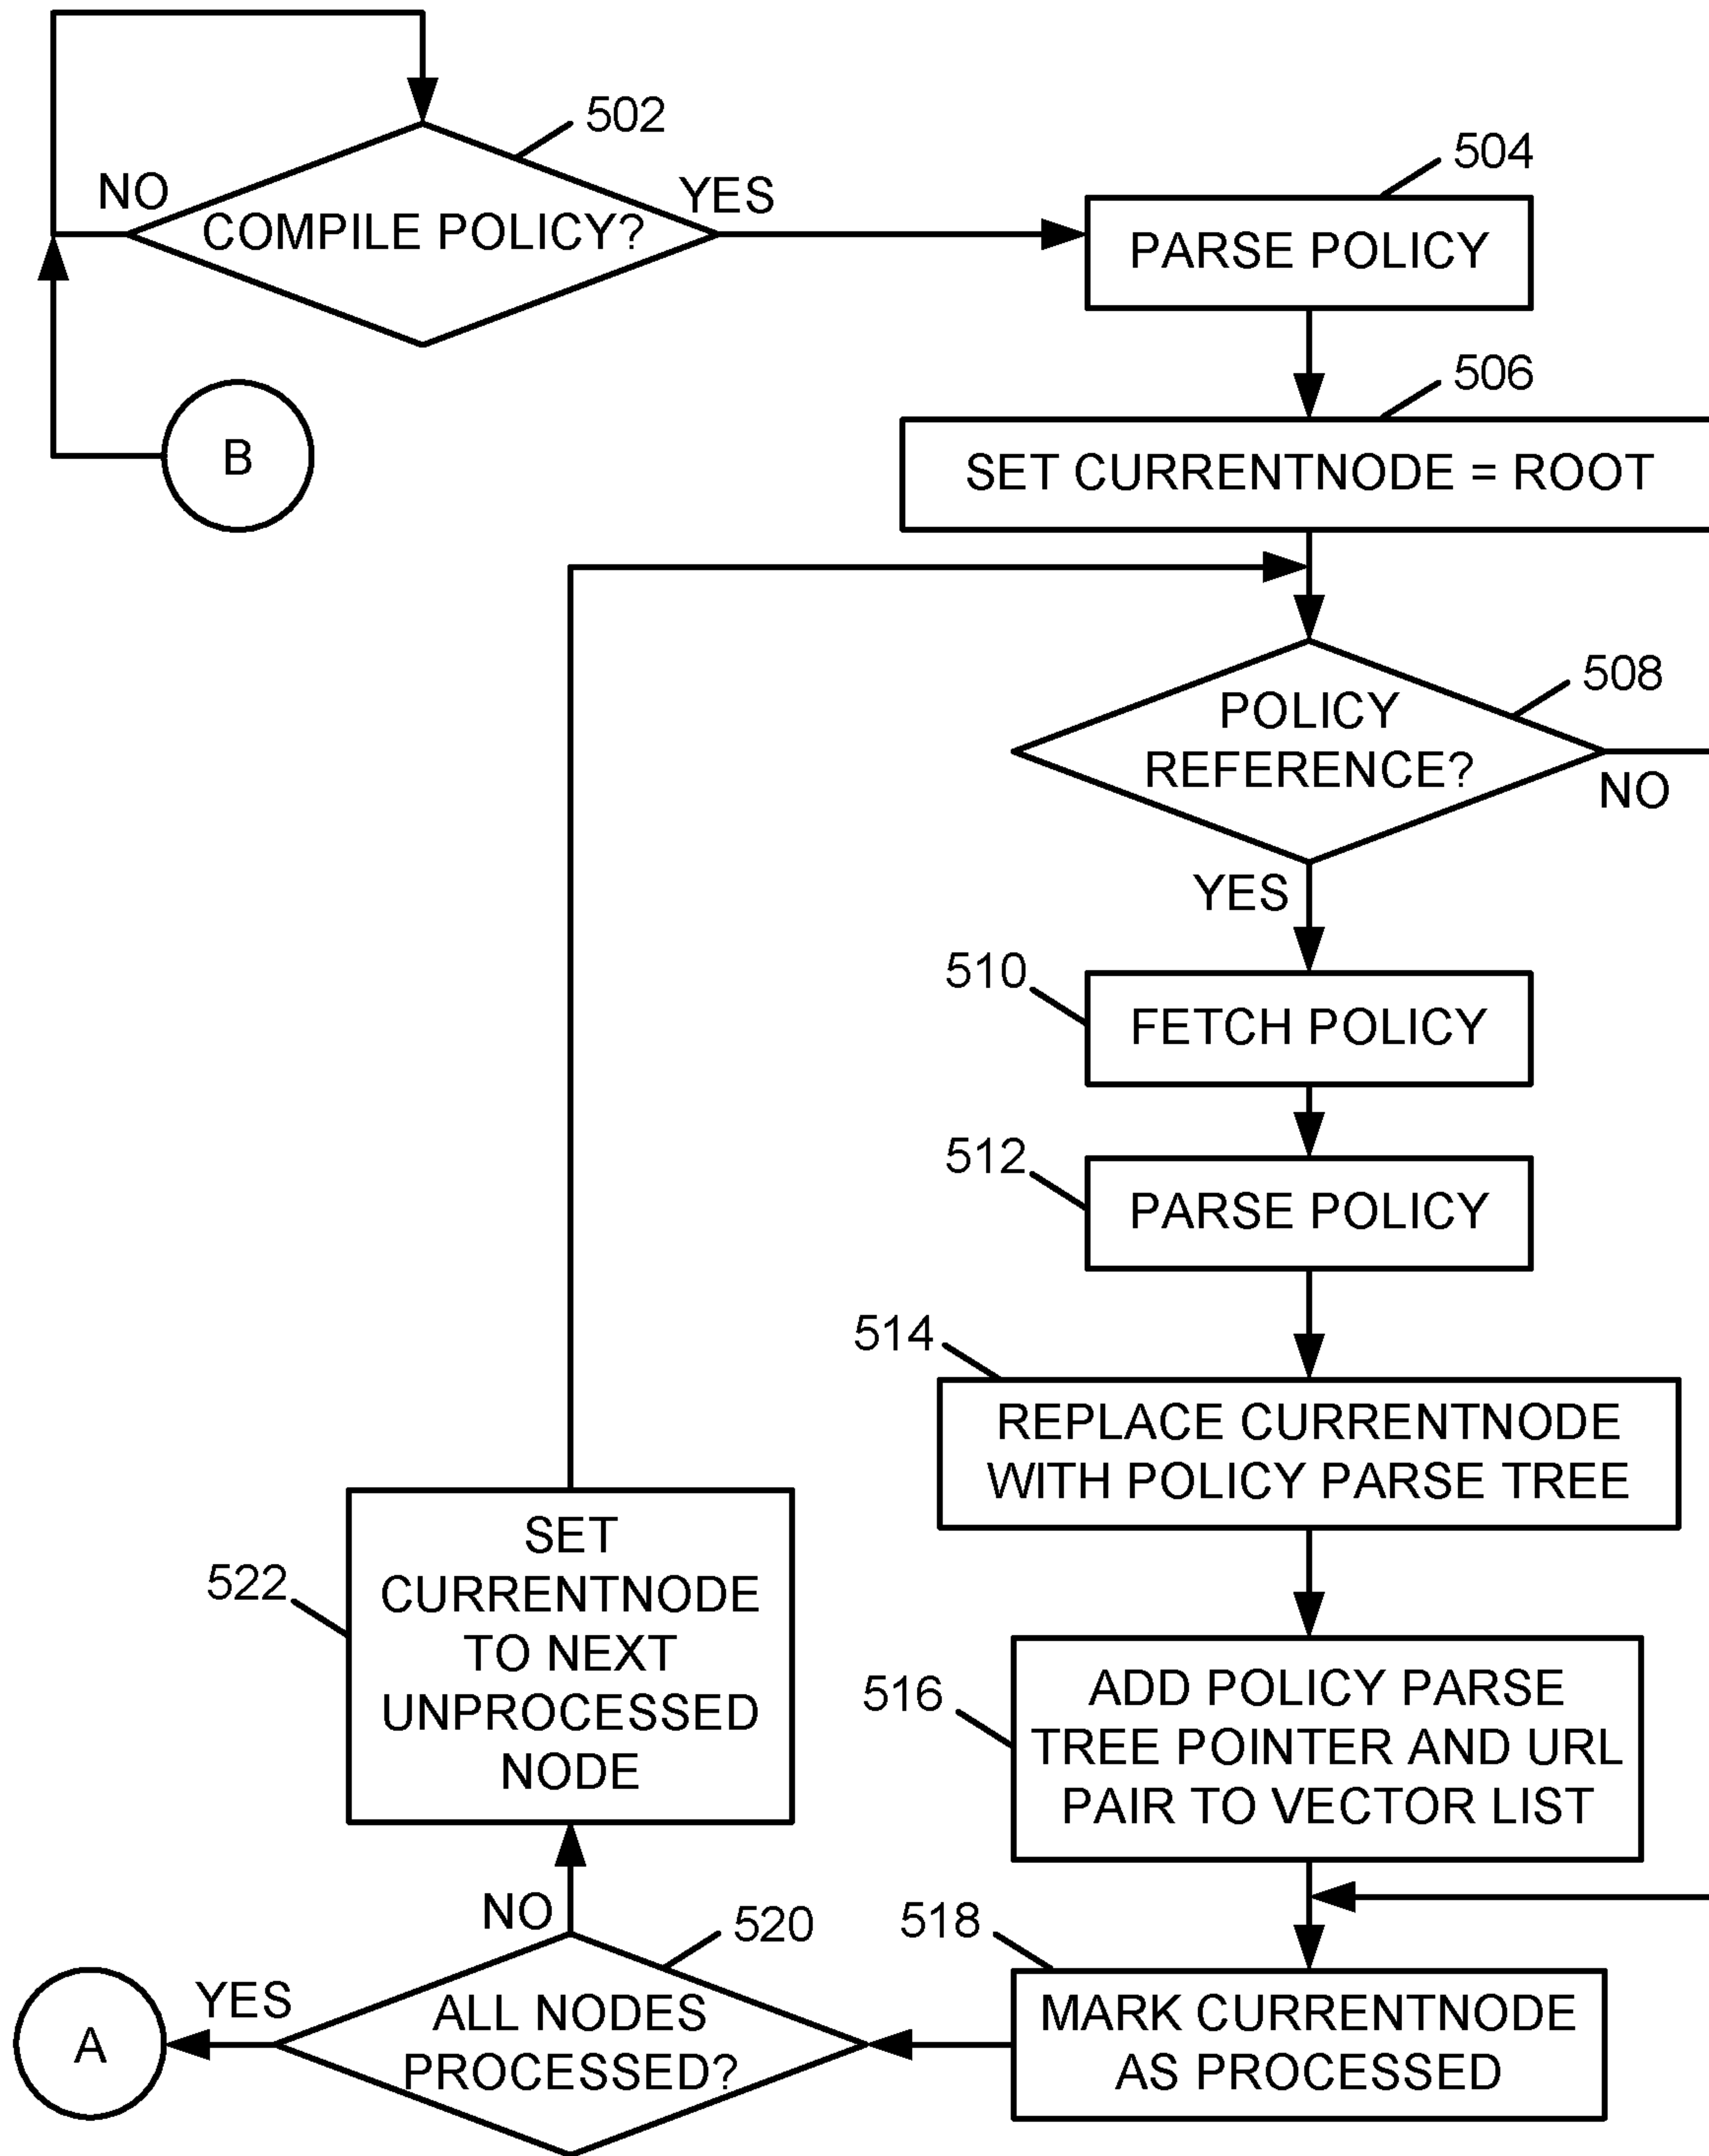 502
NO
YES
COMPILE POLICY?
504
PARSE POLICY
506
B
SET CURRENTNODE = ROOT
508
POLICY
REFERENCE?
NO
YES
510
FETCH POLICY
512
PARSE POLICY
514
REPLACE CURRENTNODE
WITH POLICY PARSE TREE
522
SET
CURRENTNODE
TO NEXT
UNPROCESSED
NODE
516
ADD POLICY PARSE
TREE POINTER AND URL
PAIR TO VECTOR LIST
NO
520
518
YES
A
ALL NODES
PROCESSED?
MARK CURRENTNODE
AS PROCESSED